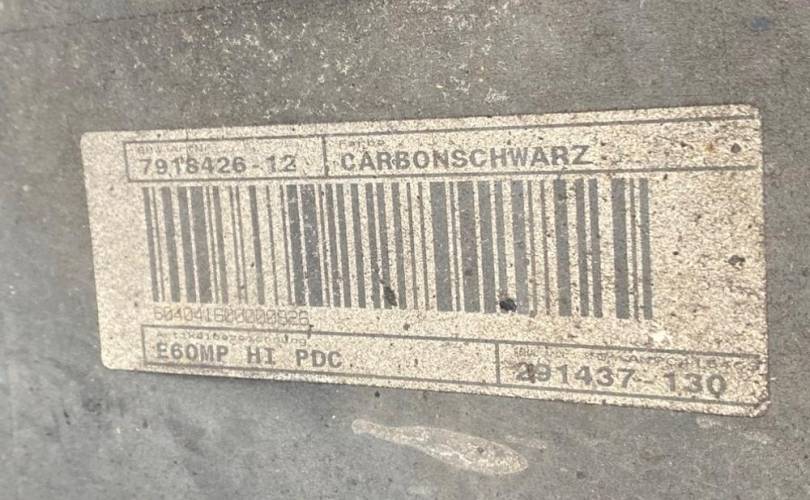 7918426-12
CARBONSCHWARZ
E60MP HI PDC
291437-130